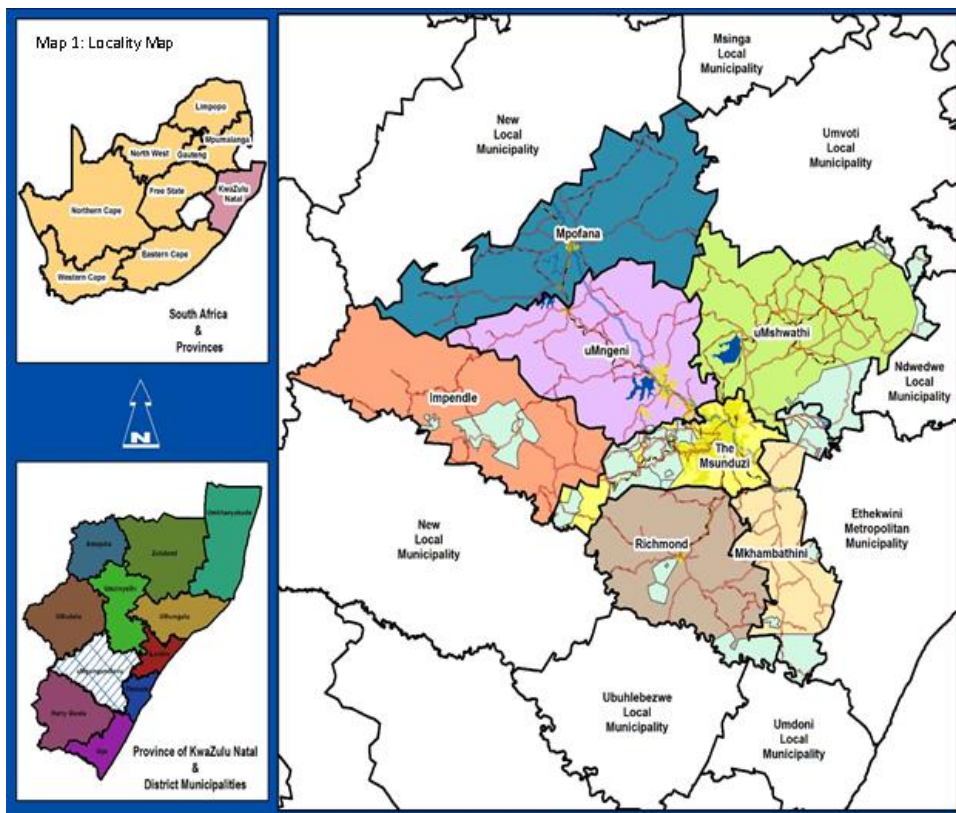 Map 1: Locality Map
Limpopo
Mpumalanga
North West
Gauteng
Free State
KwaZulu
Natal
Northern Cape
Eastern Cape
Western Cape
South Africa
&
Provinces
N
Umkhanyakude
Amajuba
Zululand
Umzinyathi
Uthukela
Uthungulu
Harry Gwala
Ugu
Province of KwaZulu Natal
&
District Municipalities
Msinga
Local
Municipality
New
Local
Municipality
Umvoti
Local
Municipality
Mpofana
uMshwathi
uMngeni
Ndwedwe
Local
Municipality
Impendle
The
Msunduzi
Ethekwini
Metropolitan
Municipality
New
Local
Municipality
Richmond
Mkhambathini
Ubuhlebezwe
Local
Municipality
Umdoni
Local
Municipality